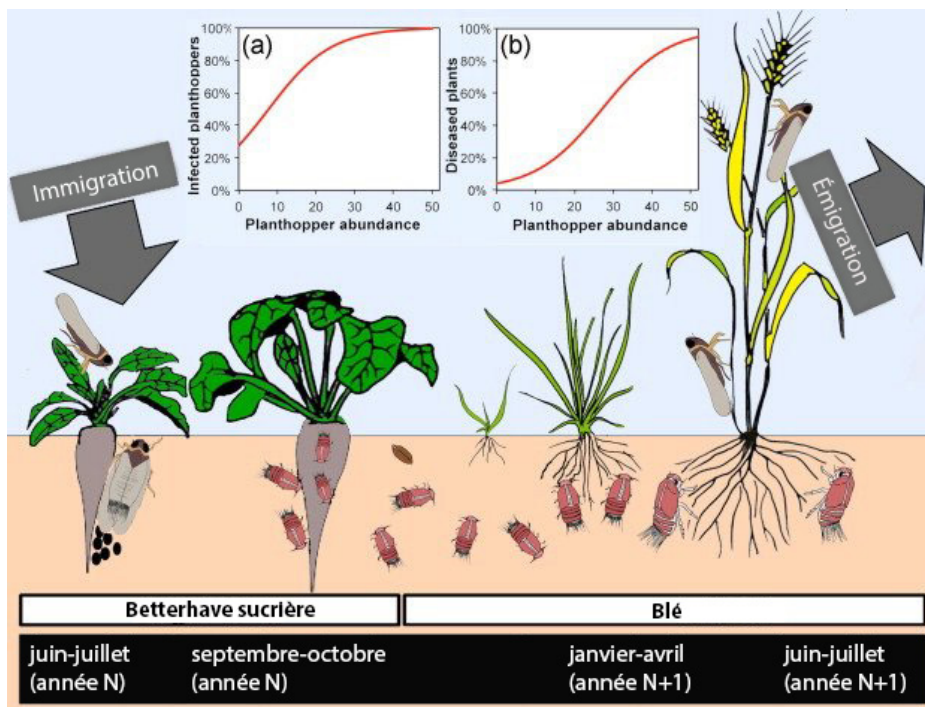 (a)
Infected planthoppers
100%
80%
60%
40%
20%
0%
0 10 20 30 40 50
Planthopper abundance
(b)
Diseased plants
100%
80%
60%
40%
20%
0%
0 10 20 30 40 50
Planthopper abundance
Immigration
Émigration
Betterhave sucrière
Blé
juin-juillet
(année N)
septembre-octobre
(année N)
janvier-avril
(année N+1)
juin-juillet
(année N+1)